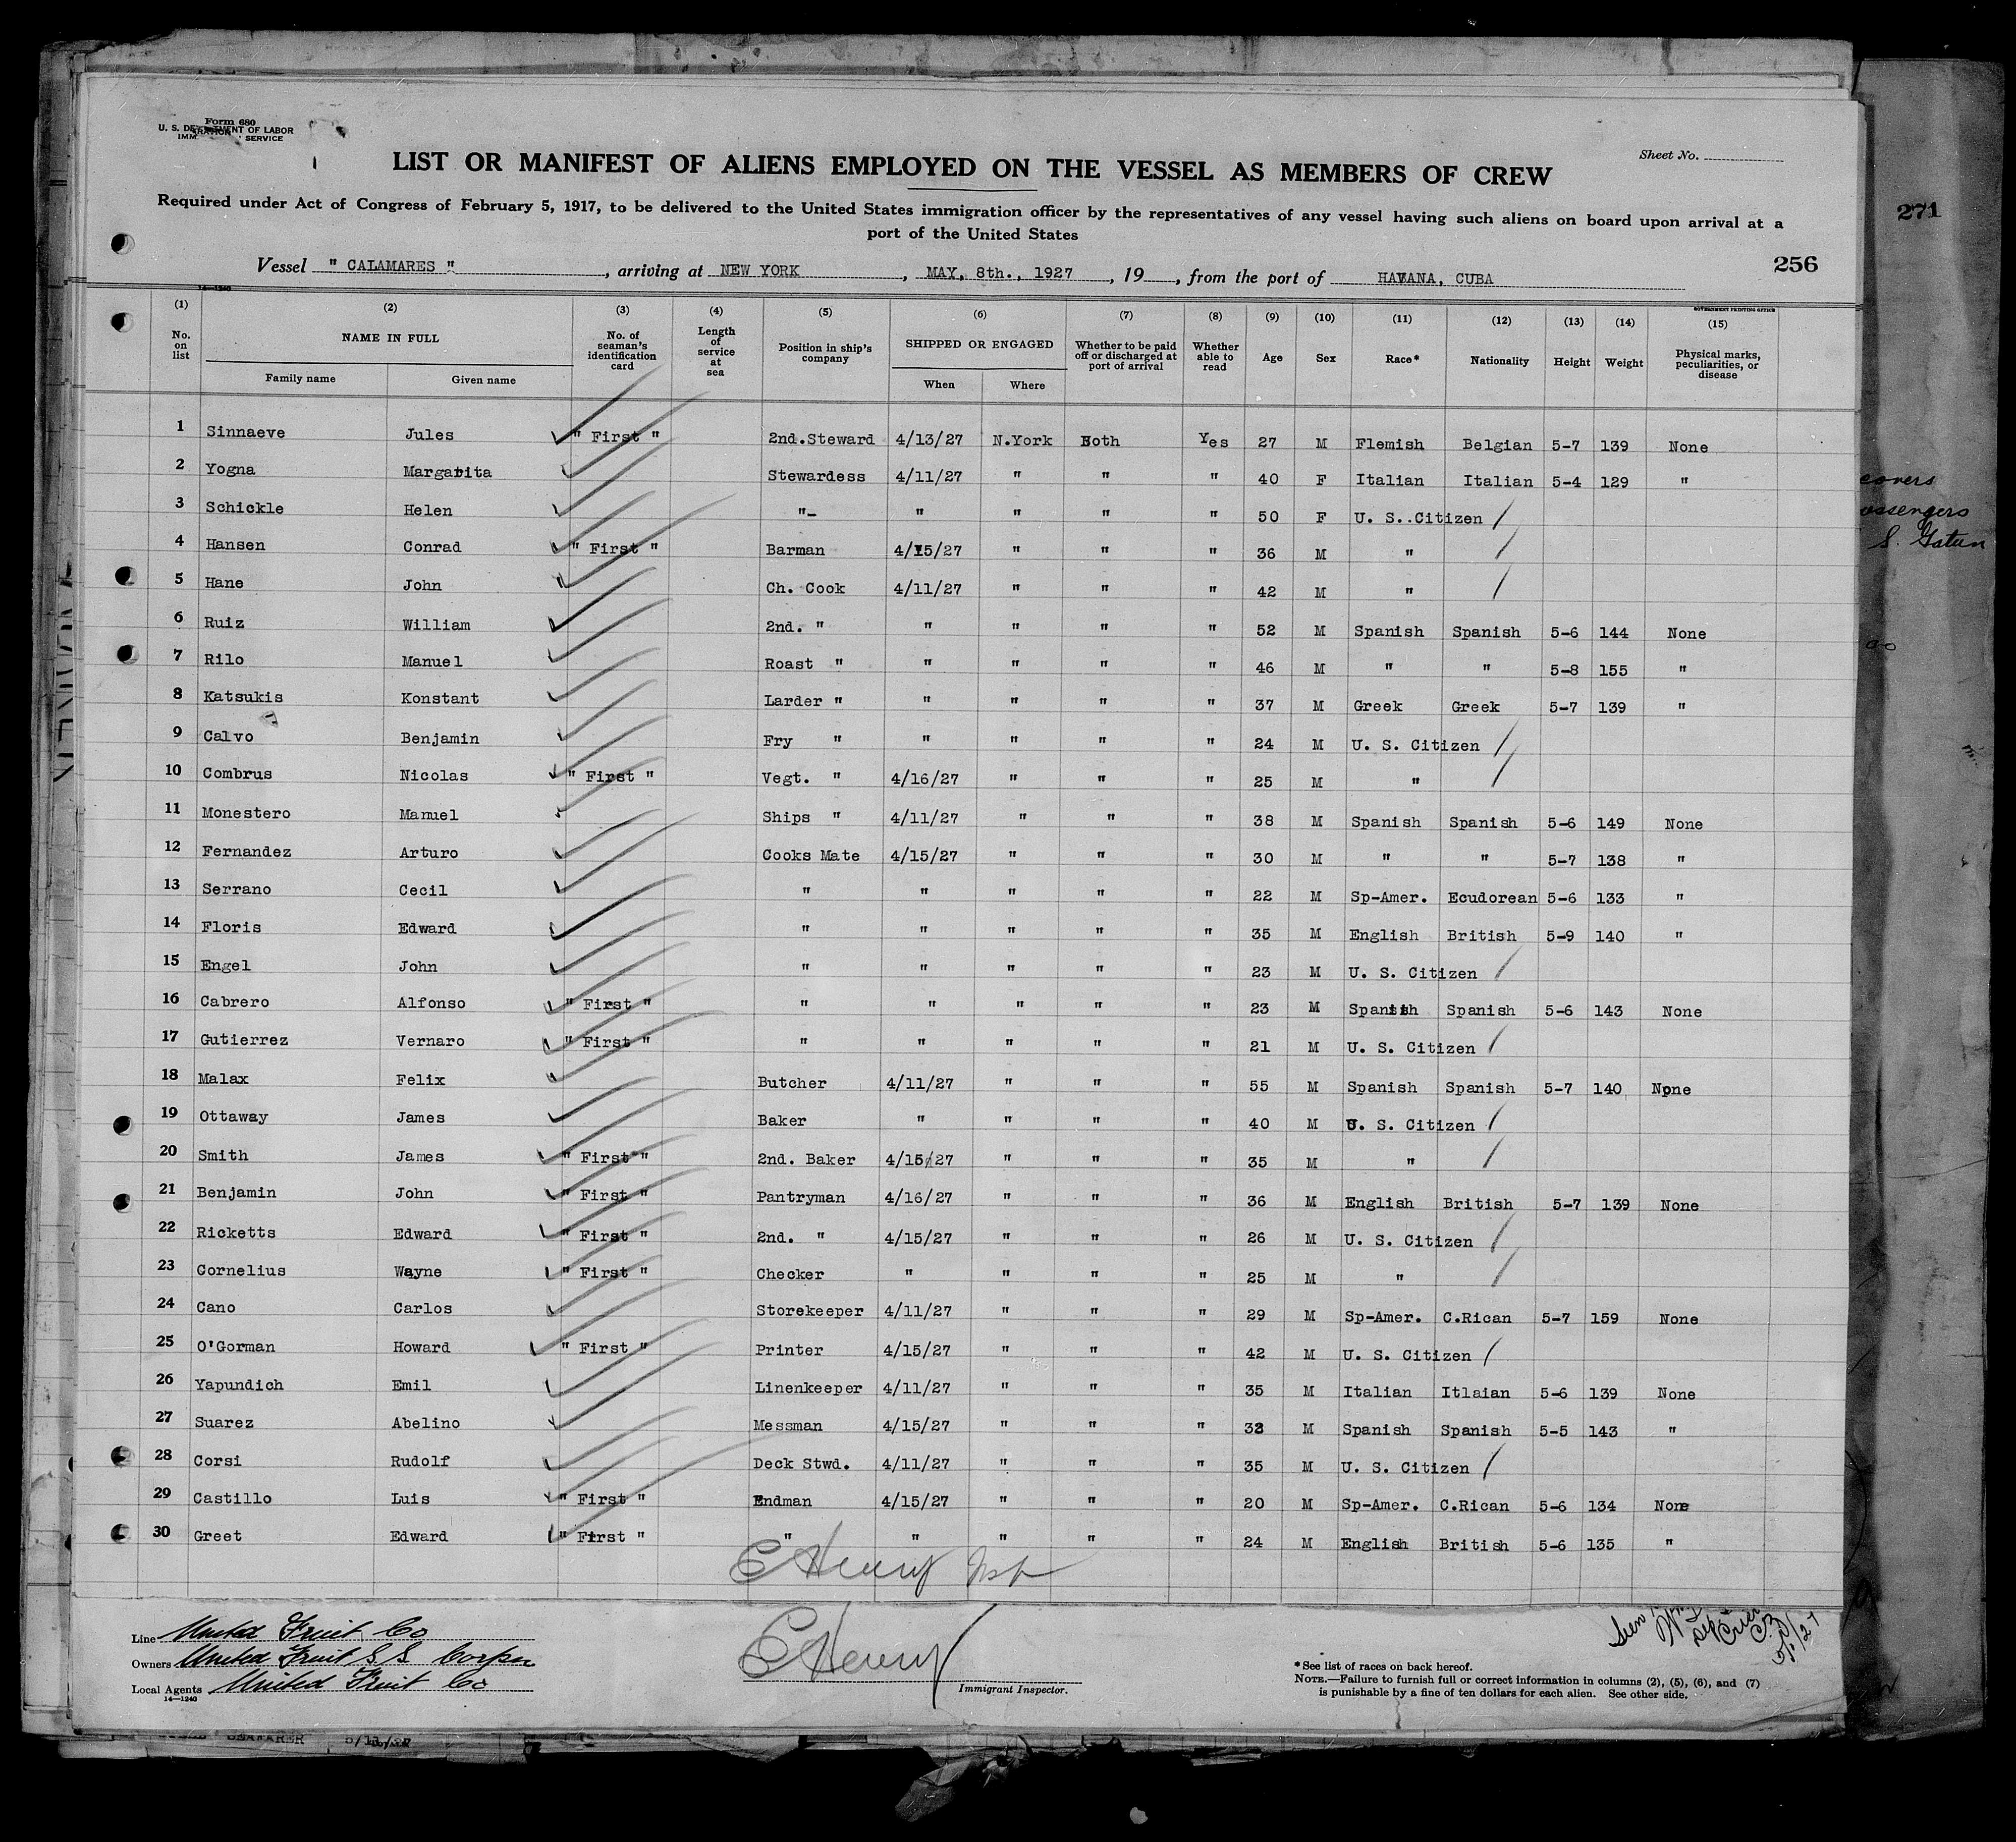 Form 680
U. S. DEPARTMENT OF LABOR
IMMIGRATION SERVICE
Sheet No.
LIST OR MANIFEST OF ALIENS EMPLOYED ON THE VESSEL AS MEMBERS OF CREW
Required under Act of Congress of February 5, 1917, to be delivered to the United States immigration officer by the representatives of any vessel having such aliens on board upon arrival at a
port of the United States
271
256
Vessel " CALAMARES " , arriving at NEW YORK , MAY, 8th., 1927 , 19 , from the port of HAVANA, CUBA
14—1240
GOVERNMENT PRINTING OFFICE
(1) (2) (3) (4) (5) (6) (7) (8) (9) (10) (11) (12) (13) (14) (15)
No. on list NAME IN FULL Family name Given name No. of seaman's identification card Length of service at sea Position in ship's company SHIPPED OR ENGAGED When Where Whether to be paid off or discharged at port of arrival Whether able to read Age Sex Race* Nationality Height Weight Physical marks, peculiarities, or disease
1 Sinnaeve Jules " First " 2nd.Steward 4/13/27 N.York Both Yes 27 M Flemish Belgian 5-7 139 None
2 Yogna Margarita Stewardess 4/11/27 " " " 40 F Italian Italian 5-4 129 "
3 Schickle Helen "- " " " " 50 F U. S..Citizen /
4 Hansen Conrad " First " Barman 4/15/27 " " " 36 M " /
5 Hane John Ch. Cook 4/11/27 " " " 42 M " /
6 Ruiz William 2nd. " " " " " 52 M Spanish Spanish 5-6 144 None
7 Rilo Manuel Roast " " " " " 46 M " " 5-8 155 "
8 Katsukis Konstant Larder " " " " " 37 M Greek Greek 5-7 139 "
9 Calvo Benjamin Fry " " " " " 24 M U. S. Citizen /
10 Combrus Nicolas " First " Vegt. " 4/16/27 " " " 25 M " /
11 Monestero Manuel Ships " 4/11/27 " " " 38 M Spanish Spanish 5-6 149 None
12 Fernandez Arturo Cooks Mate 4/15/27 " " " 30 M " " 5-7 138 "
13 Serrano Cecil " " " " " 22 M Sp-Amer. Ecudorean 5-6 133 "
14 Floris Edward " " " " " 35 M English British 5-9 140 "
15 Engel John " " " " " 23 M U. S. Citizen /
16 Cabrero Alfonso " First " " " " " " 23 M Spanish Spanish 5-6 143 None
17 Gutierrez Vernaro " First " " " " " " 21 M U. S. Citizen /
18 Malax Felix Butcher 4/11/27 " " " 55 M Spanish Spanish 5-7 140 None
19 Ottaway James Baker " " " " 40 M U. S. Citizen /
20 Smith James " First " 2nd. Baker 4/15/27 " " " 35 M " /
21 Benjamin John " First " Pantryman 4/16/27 " " " 36 M English British 5-7 139 None
22 Ricketts Edward " First " 2nd. " 4/15/27 " " " 26 M U. S. Citizen /
23 Cornelius Wayne " First " Checker " " " " 25 M " /
24 Cano Carlos Storekeeper 4/11/27 " " " 29 M Sp-Amer. C.Rican 5-7 159 None
25 O'Gorman Howard " First " Printer 4/15/27 " " " 42 M U. S. Citizen /
26 Yapundich Emil Linenkeeper 4/11/27 " " " 35 M Italian Itlaian 5-6 139 None
27 Suarez Abelino Messman 4/15/27 " " " 33 M Spanish Spanish 5-5 143 "
28 Corsi Rudolf Deck Stwd. 4/11/27 " " " 35 M U. S. Citizen /
29 Castillo Luis " First " Endman 4/15/27 " " " 20 M Sp-Amer. C.Rican 5-6 134 None
30 Greet Edward " First " " " " " " 24 M English British 5-6 135 "
covers
S. Gatun
E Henry Insp
Line United Fruit Co
Owners United Fruit S S Corpn
Local Agents United Fruit Co
14—1240
E Henry
Immigrant Inspector.
*See list of races on back hereof.
NOTE.—Failure to furnish full or correct information in columns (2), (5), (6), and (7)
is punishable by a fine of ten dollars for each alien. See other side.
SEAFARER